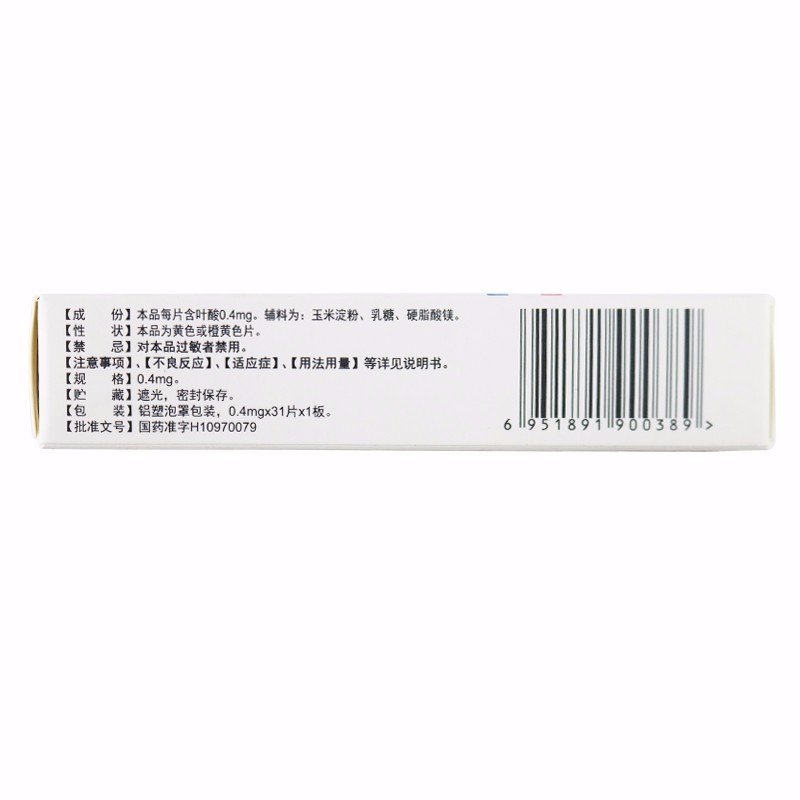 【成 份】本品每片含叶酸0.4mg。辅料为：玉米淀粉、乳糖、硬脂酸镁。
【性 状】本品为黄色或橙黄色片。
【禁 忌】对本品过敏者禁用。
【注意事项】、【不良反应】、【适应症】、【用法用量】等详见说明书。
【规 格】0.4mg。
【贮 藏】遮光，密封保存。
【包 装】铝塑泡罩包装，0.4mgx31片x1板。
【批准文号】国药准字H10970079
6 951891 900389 >